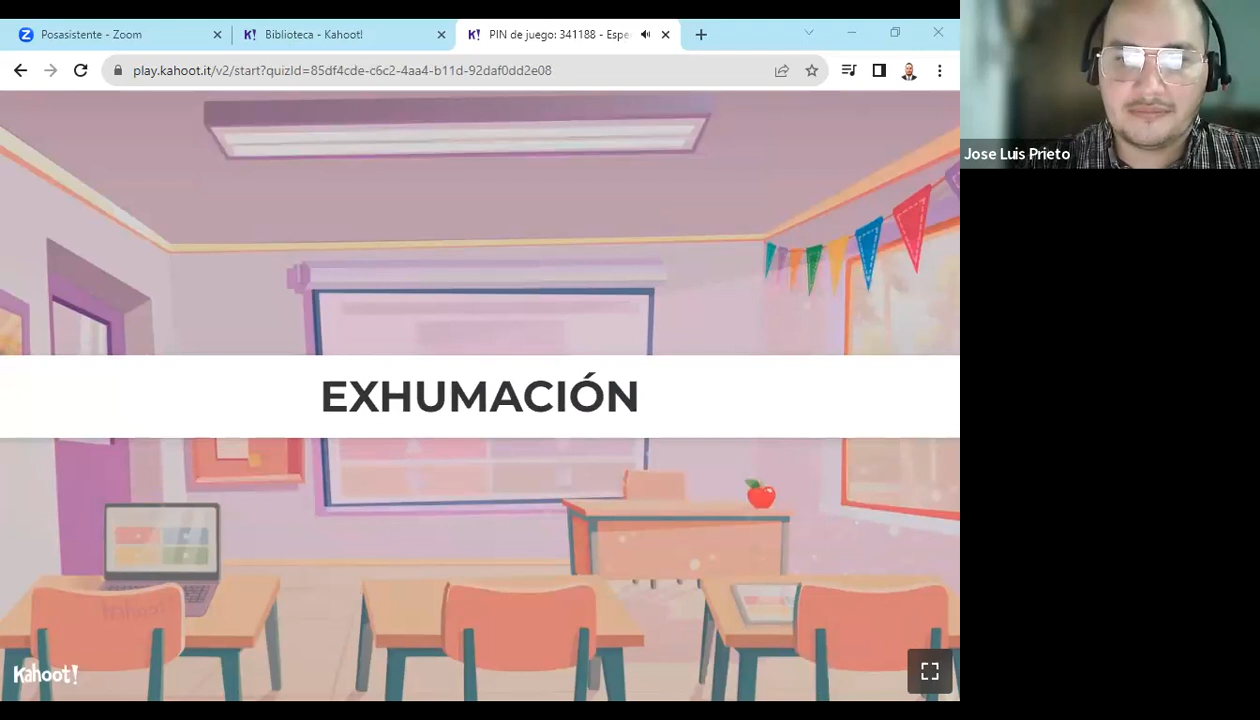 Posasistente - Zoom
K! Biblioteca - Kahoot!
K! PIN de juego: 341188 - Espe
play.kahoot.it/v2/start?quizId=85df4cde-c6c2-4aa4-b11d-92daf0dd2e08
Jose Luis Prieto
EXHUMACIÓN
Kahoot!